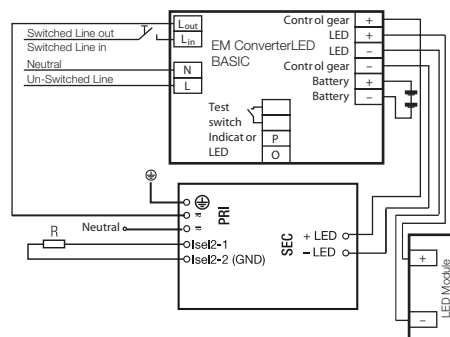 Switched Line out
Switched Line in
Neutral
Un-Switched Line
Lout
Lin
N
L
EM ConverterLED
BASIC
Control gear +
LED +
LED –
Control gear –
Battery +
Battery –
Test
switch
Indicator P
LED O
PRI
Neutral
R
Isel2-1
Isel2-2 (GND)
SEC
+ LED
– LED
+
–
LED Module